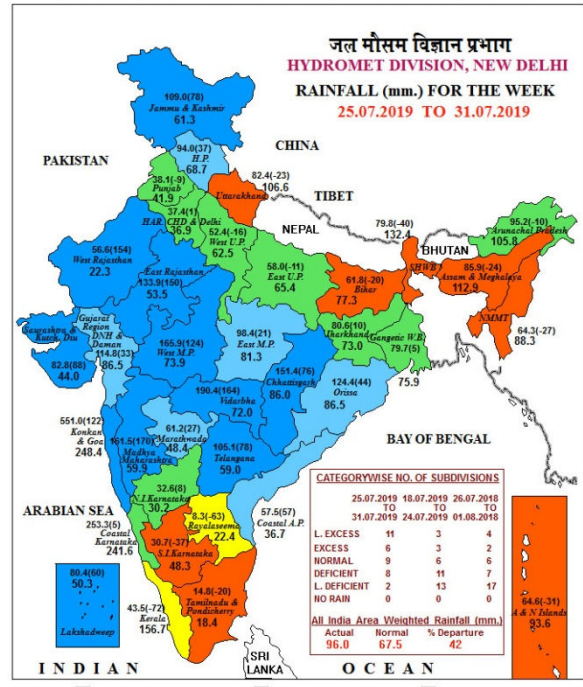 जल मौसम विज्ञान प्रभाग
HYDROMET DIVISION, NEW DELHI
RAINFALL (mm.) FOR THE WEEK
25.07.2019 TO 31.07.2019
109.0(78)
Jammu & Kashmir
61.3
CHINA
94.0(37)
H.P.
68.7
PAKISTAN
82.4(-23)
Uttarakhand
106.6
38.1(-9)
Punjab
41.9
TIBET
37.4(1)
HAR. CHD & Delhi
36.9
52.4(-16)
West U.P.
62.5
NEPAL
79.8(-40)
132.4
BHUTAN
95.2(-10)
Arunachal Pradesh
105.8
56.6(154)
West Rajasthan
22.3
East Rajasthan
133.9(150)
53.5
58.0(-11)
East U.P.
65.4
61.8(-20)
Bihar
77.3
SHWB
85.9(-24)
Assam & Meghalaya
112.9
NMMT
64.3(-27)
88.3
Gujarat
Region
DNH &
Daman
114.8(33)
86.5
Saurashtra &
Kutch, Diu
82.8(88)
44.0
165.9(124)
West M.P.
73.9
98.4(21)
East M.P.
81.3
80.6(10)
Jharkhand
73.0
Gangetic W.B.
79.7(5)
75.9
151.4(76)
Chhattisgarh
86.0
124.4(44)
Orissa
86.5
190.4(164)
Vidarbha
72.0
551.0(122)
Konkan
and Goa
248.4
61.2(27)
Marathwada
48.4
161.5(170)
Madhya
Maharashtra
59.9
105.1(78)
Telangana
59.0
BAY OF BENGAL
32.6(8)
N.I.Karnataka
30.2
ARABIAN SEA
253.3(5)
Coastal
Karnataka
241.6
8.3(-63)
Rayalaseema
22.4
57.5(57)
Coastal A.P.
36.7
30.7(-37)
S.I.Karnataka
48.3
14.8(-20)
Tamilnadu &
Pondicherry
18.4
43.5(-72)
Kerala
156.7
80.4(60)
50.3
Lakshadweep
64.6(-31)
A & N Islands
93.6
CATEGORYWISE NO. OF SUBDIVISIONS
25.07.2019 18.07.2019 26.07.2018
TO TO TO
31.07.2019 24.07.2019 01.08.2018
L. EXCESS 11 3 4
EXCESS 6 3 2
NORMAL 9 6 6
DEFICIENT 8 11 7
L. DEFICIENT 2 13 17
NO RAIN 0 0 0
All India Area Weighted Rainfall (mm.)
Actual Normal % Departure
96.0 67.5 42
SRI
LANKA
INDIAN OCEAN